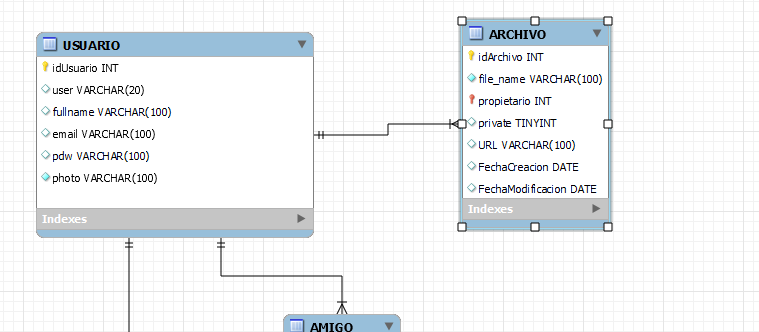 USUARIO
idUsuario INT
user VARCHAR(20)
fullname VARCHAR(100)
email VARCHAR(100)
pdw VARCHAR(100)
photo VARCHAR(100)
Indexes
ARCHIVO
idArchivo INT
file_name VARCHAR(100)
propietario INT
private TINYINT
URL VARCHAR(100)
FechaCreacion DATE
FechaModificacion DATE
Indexes
AMIGO